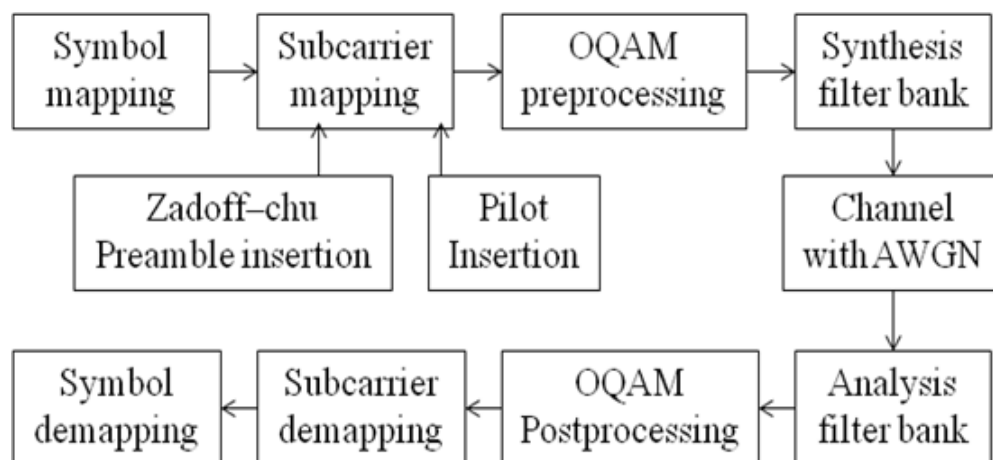 Symbol
mapping
Subcarrier
mapping
OQAM
preprocessing
Synthesis
filter bank
Zadoff–chu
Preamble insertion
Pilot
Insertion
Channel
with AWGN
Symbol
demapping
Subcarrier
demapping
OQAM
Postprocessing
Analysis
filter bank